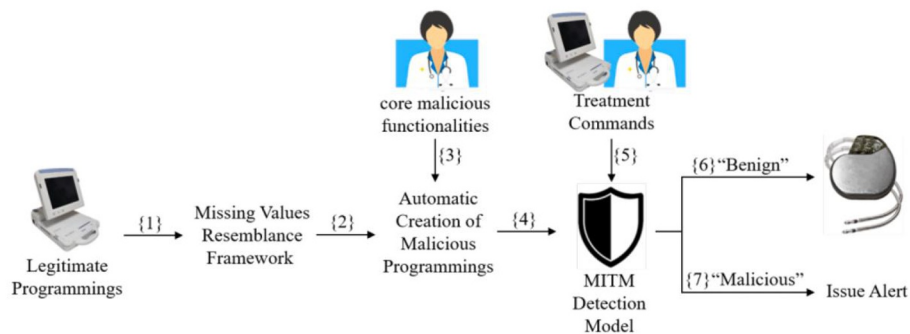 core malicious
functionalities
{3}
Treatment
Commands
{5}
{6}“Benign”
{1}
Missing Values
Resemblance
Framework
{2}
Automatic
Creation of
Malicious
Programmings
{4}
Legitimate
Programmings
MITM
Detection
Model
{7}“Malicious”
Issue Alert